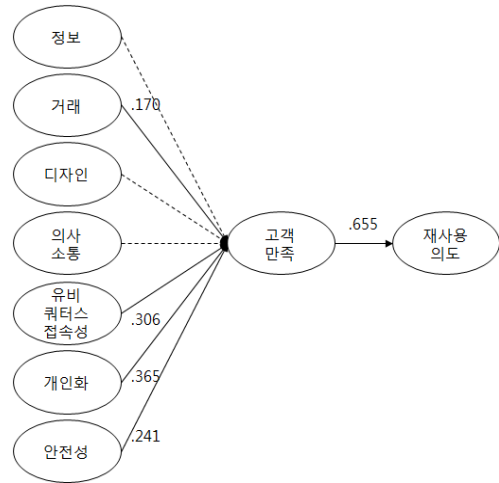 정보
거래
.170
디자인
의사
소통
고객
만족
.655
재사용
의도
유비
쿼터스
접속성
.306
개인화
.365
안전성
.241